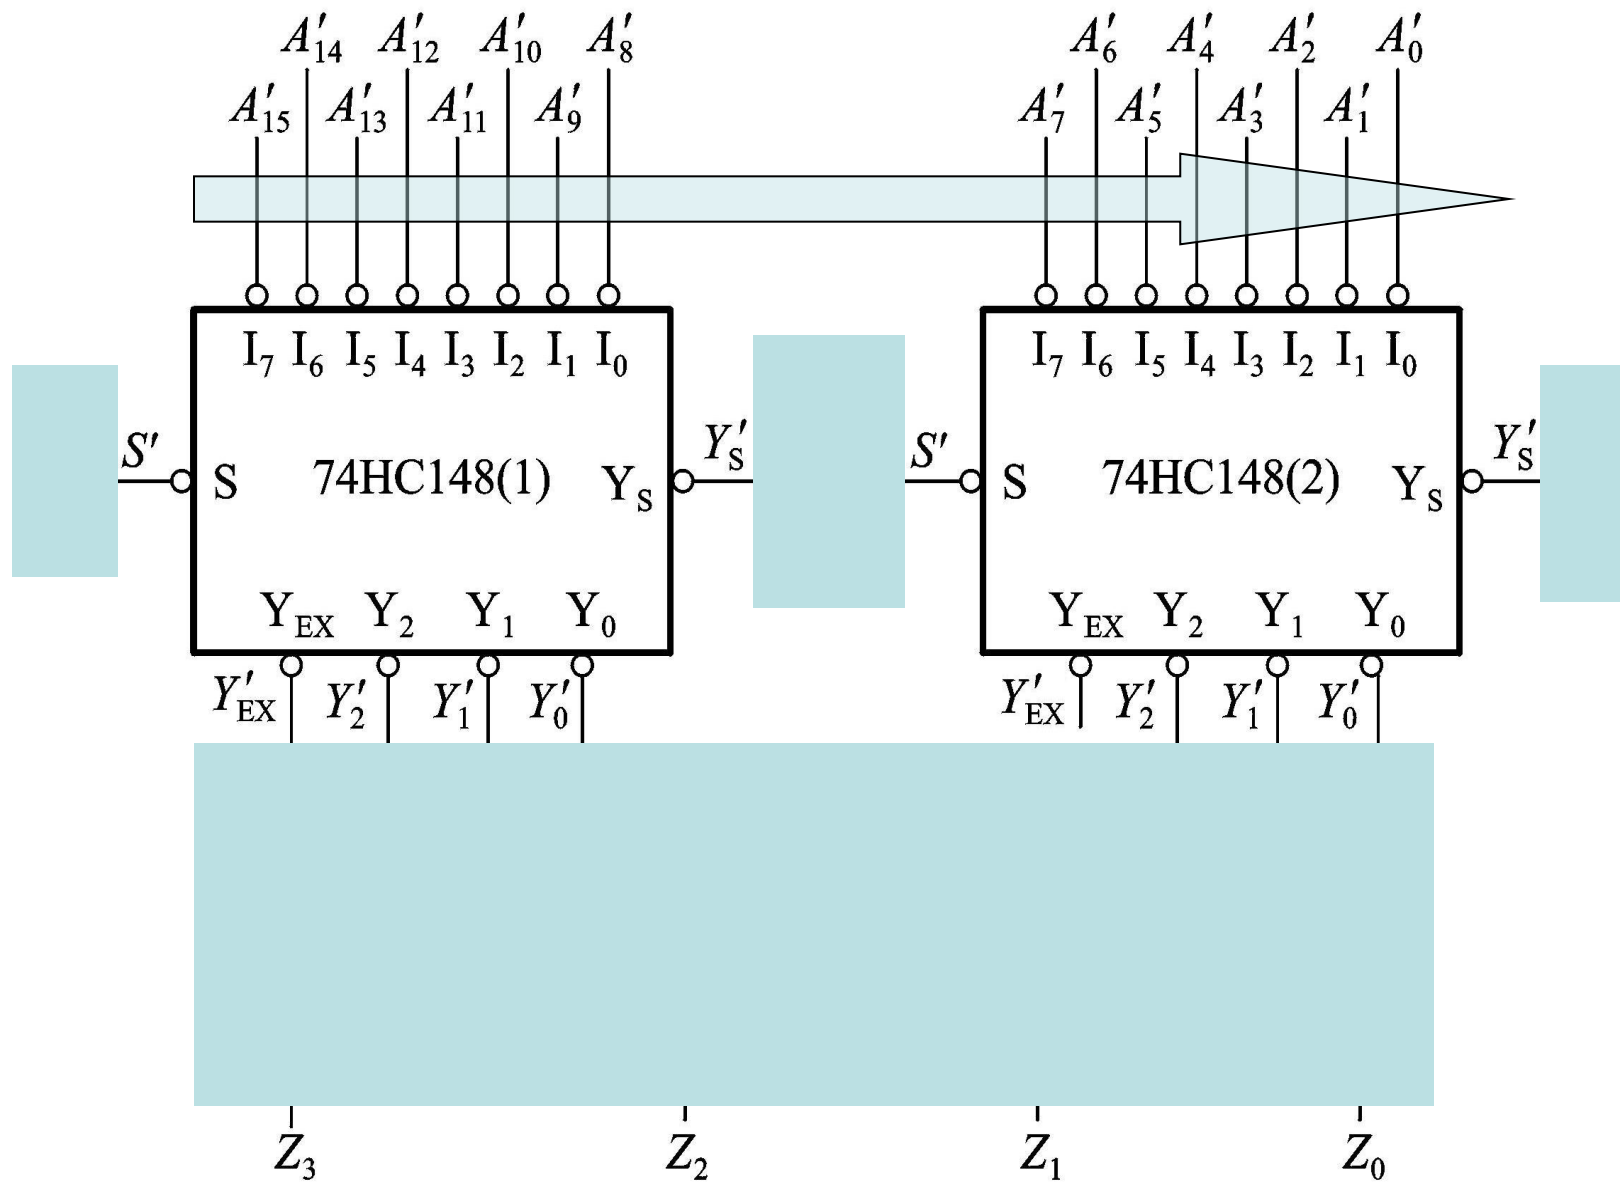 A′₁₄ A′₁₂ A′₁₀ A′₈ A′₆ A′₄ A′₂ A′₀
A′₁₅ A′₁₃ A′₁₁ A′₉ A′₇ A′₅ A′₃ A′₁
I₇ I₆ I₅ I₄ I₃ I₂ I₁ I₀ I₇ I₆ I₅ I₄ I₃ I₂ I₁ I₀
S′ Y′S S′ Y′S
S 74HC148(1) YS S 74HC148(2) YS
YEX Y₂ Y₁ Y₀ YEX Y₂ Y₁ Y₀
Y′EX Y′₂ Y′₁ Y′₀ Y′EX Y′₂ Y′₁ Y′₀
Z₃ Z₂ Z₁ Z₀